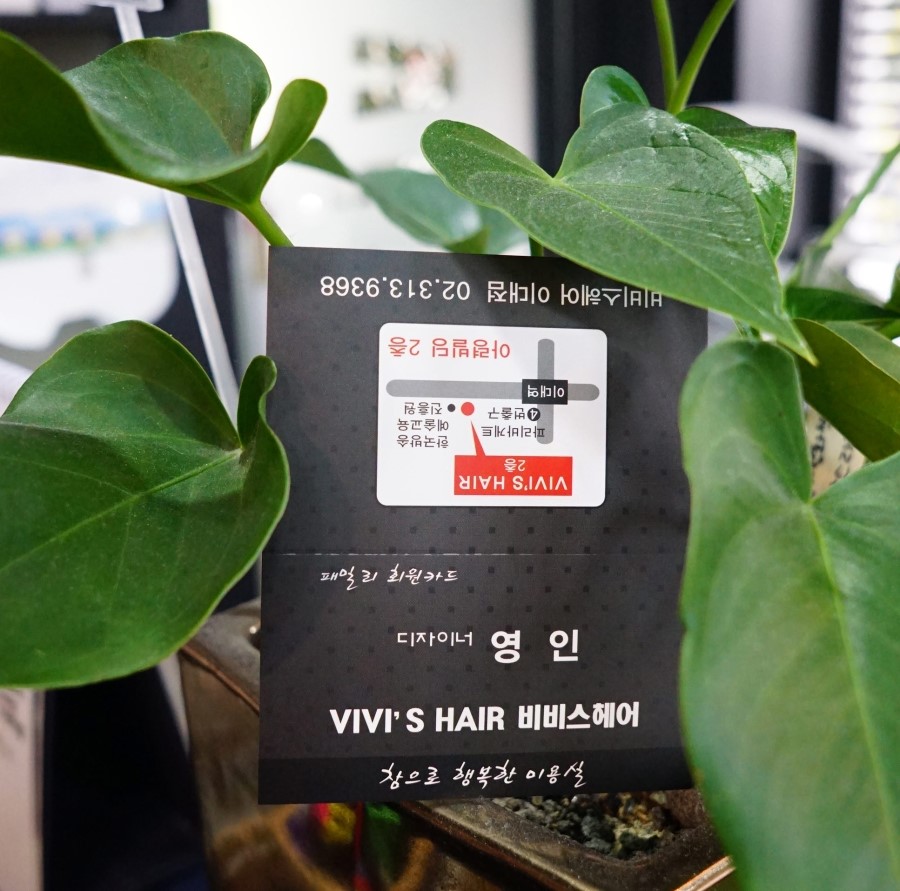 VIVI'S HAIR
2층
파리바게트
4번출구
한국방송
예술교육
진흥원
이대역
아령빌딩 2층
비비스헤어 이대점 02.313.9368
패밀리 회원카드
디자이너 영 인
VIVI' S HAIR 비비스헤어
참으로 행복한 미용실